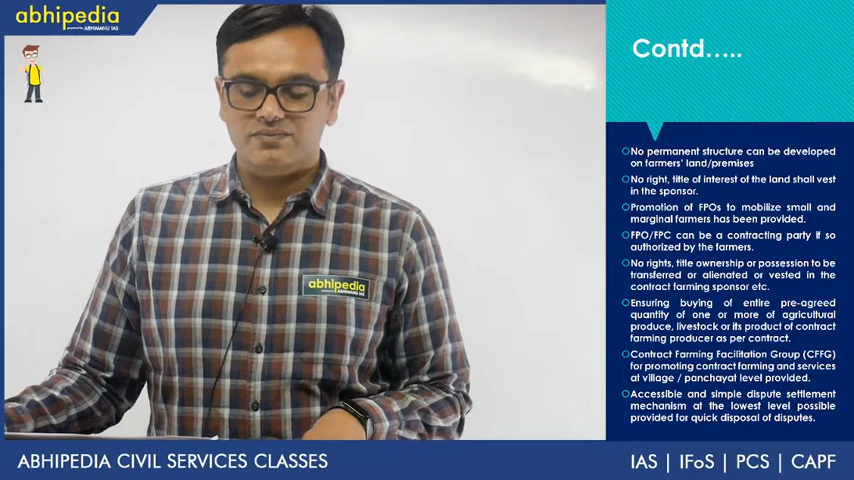 abhipedia
powered by ABHIMANU IAS
Contd.....
No permanent structure can be developed
on farmers' land/premises
No right, title of interest of the land shall vest
in the sponsor.
Promotion of FPOs to mobilize small and
marginal farmers has been provided.
FPO/FPC can be a contracting party if so
authorized by the farmers.
No rights, title ownership or possession to be
transferred or alienated or vested in the
contract farming sponsor etc.
Ensuring buying of entire pre-agreed
quantity of one or more of agricultural
produce, livestock or its product of contract
farming producer as per contract.
Contract Farming Facilitation Group (CFFG)
for promoting contract farming and services
at village / panchayat level provided.
Accessible and simple dispute settlement
mechanism at the lowest level possible
provided for quick disposal of disputes.
abhipedia
powered by ABHIMANU IAS
ABHIPEDIA CIVIL SERVICES CLASSES
IAS | IFoS | PCS | CAPF